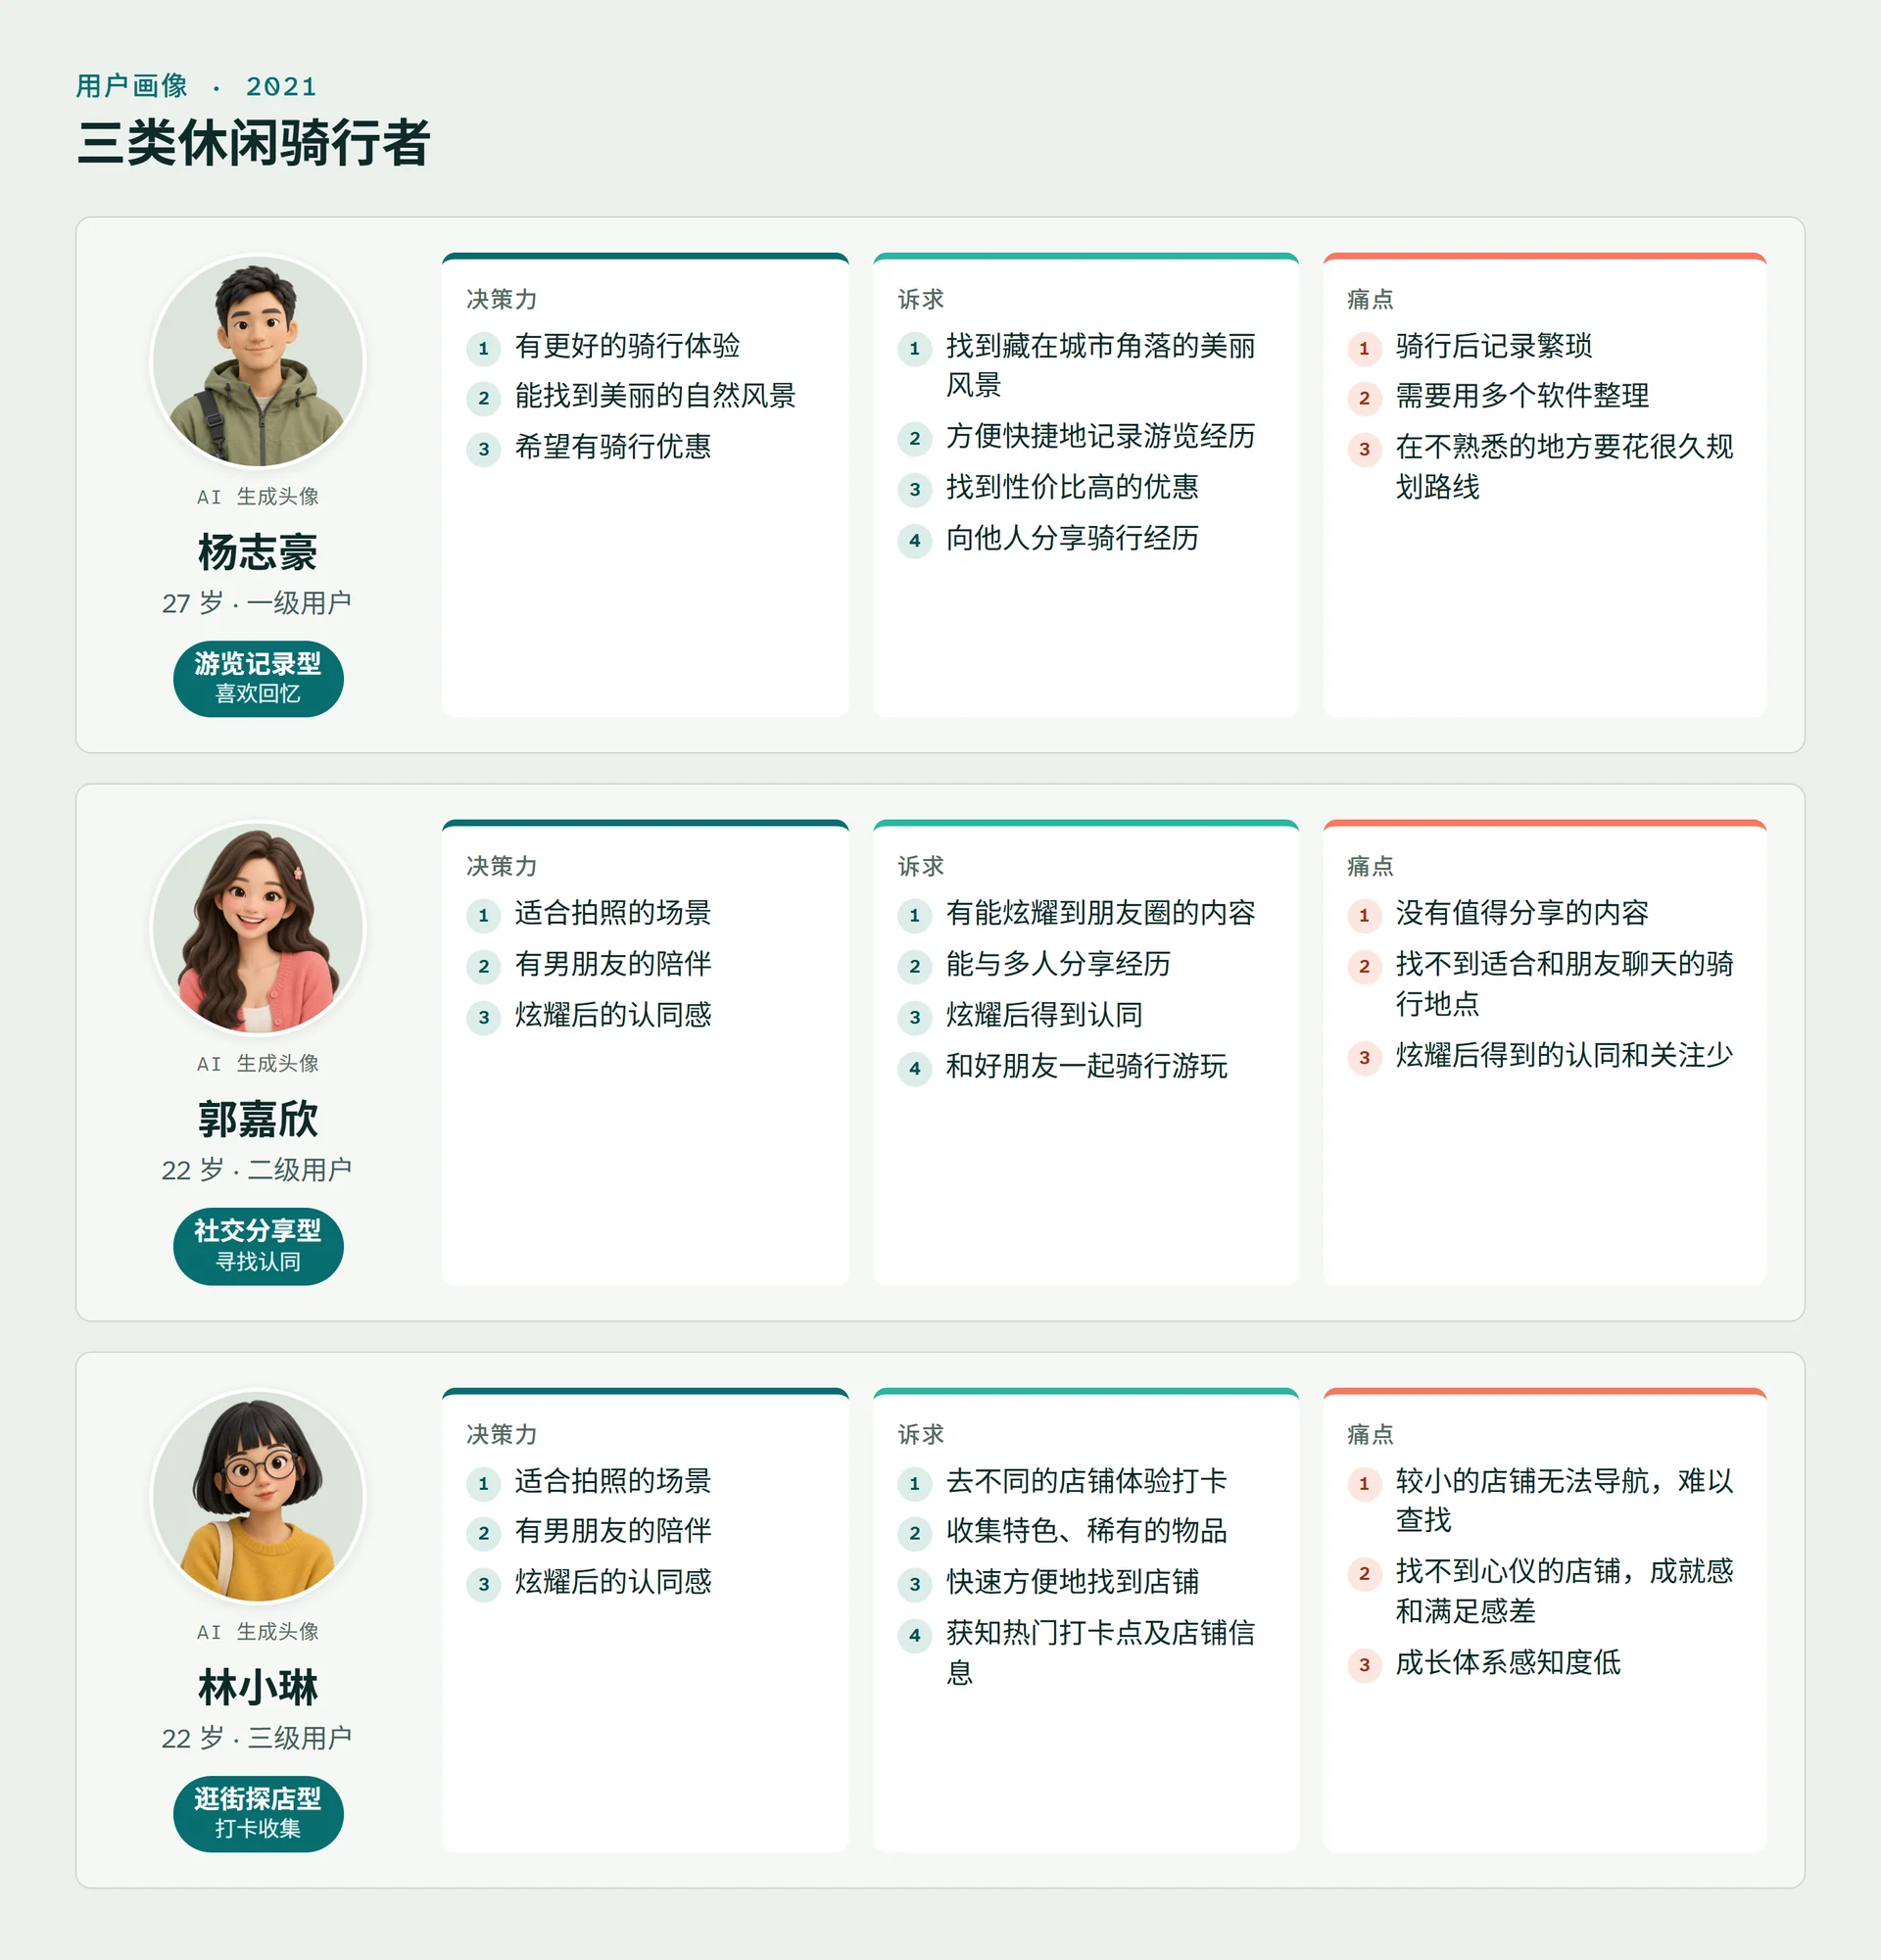 用户画像 · 2021
三类休闲骑行者
AI 生成头像
杨志豪
27 岁 · 一级用户
游览记录型
喜欢回忆
决策力
1 有更好的骑行体验
2 能找到美丽的自然风景
3 希望有骑行优惠
诉求
1 找到藏在城市角落的美丽
风景
2 方便快捷地记录游览经历
3 找到性价比高的优惠
4 向他人分享骑行经历
痛点
1 骑行后记录繁琐
2 需要用多个软件整理
3 在不熟悉的地方要花很久规
划路线
AI 生成头像
郭嘉欣
22 岁 · 二级用户
社交分享型
寻找认同
决策力
1 适合拍照的场景
2 有男朋友的陪伴
3 炫耀后的认同感
诉求
1 有能炫耀到朋友圈的内容
2 能与多人分享经历
3 炫耀后得到认同
4 和好朋友一起骑行游玩
痛点
1 没有值得分享的内容
2 找不到适合和朋友聊天的骑
行地点
3 炫耀后得到的认同和关注少
AI 生成头像
林小琳
22 岁 · 三级用户
逛街探店型
打卡收集
决策力
1 适合拍照的场景
2 有男朋友的陪伴
3 炫耀后的认同感
诉求
1 去不同的店铺体验打卡
2 收集特色、稀有的物品
3 快速方便地找到店铺
4 获知热门打卡点及店铺信
息
痛点
1 较小的店铺无法导航，难以
查找
2 找不到心仪的店铺，成就感
和满足感差
3 成长体系感知度低